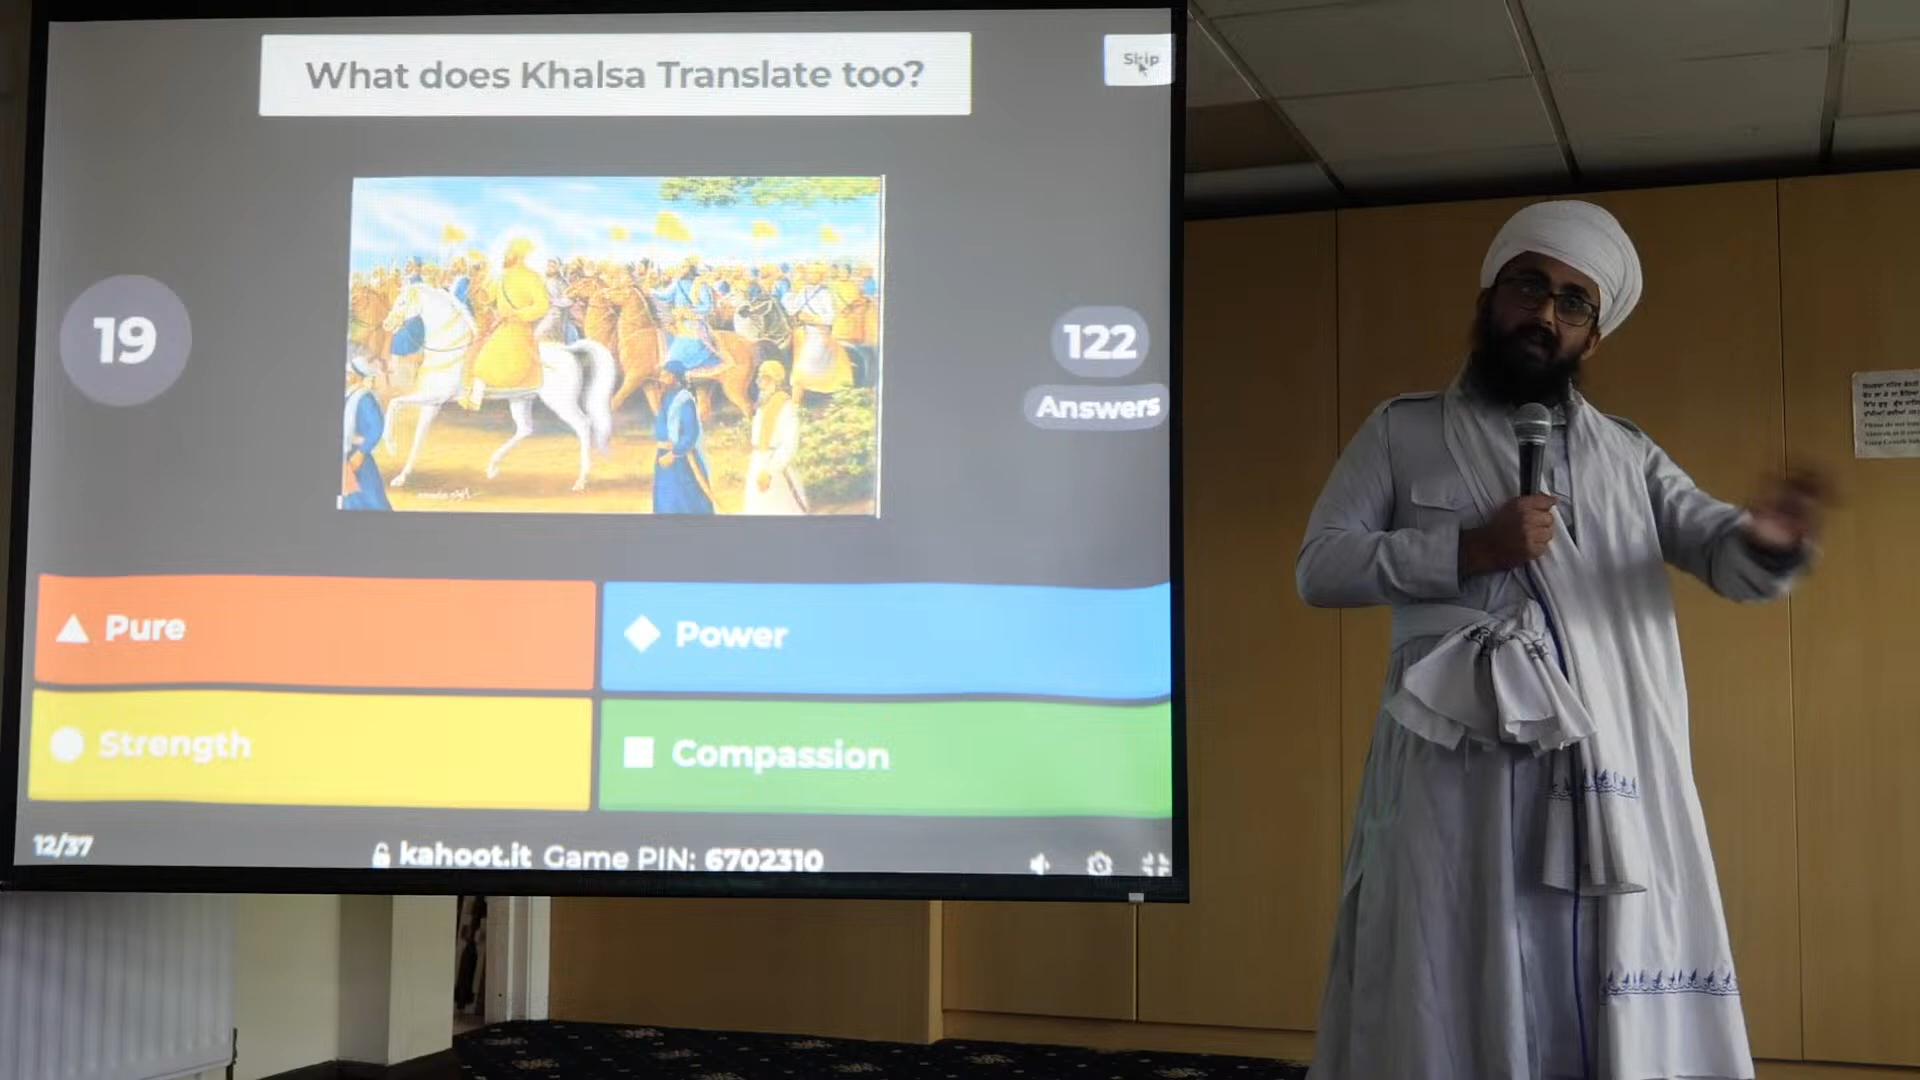 What does Khalsa Translate too?
Skip
19
122
Answers
Pure
Power
Strength
Compassion
12/37
kahoot.it Game PIN: 6702310